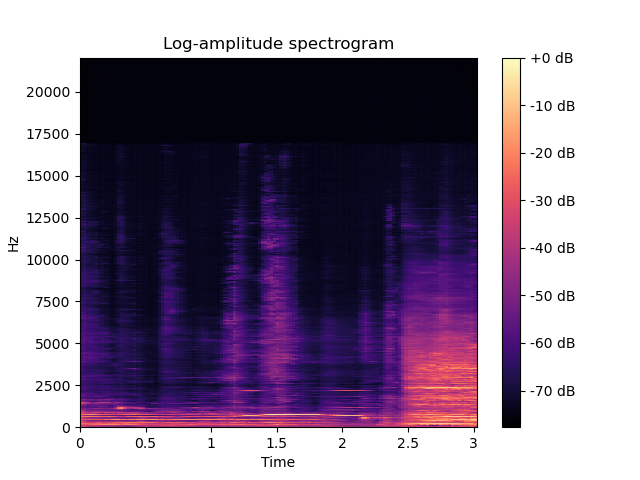 Log-amplitude spectrogram
Hz
20000
17500
15000
12500
10000
7500
5000
2500
0
0
0.5
1
1.5
2
2.5
3
Time
+0 dB
-10 dB
-20 dB
-30 dB
-40 dB
-50 dB
-60 dB
-70 dB